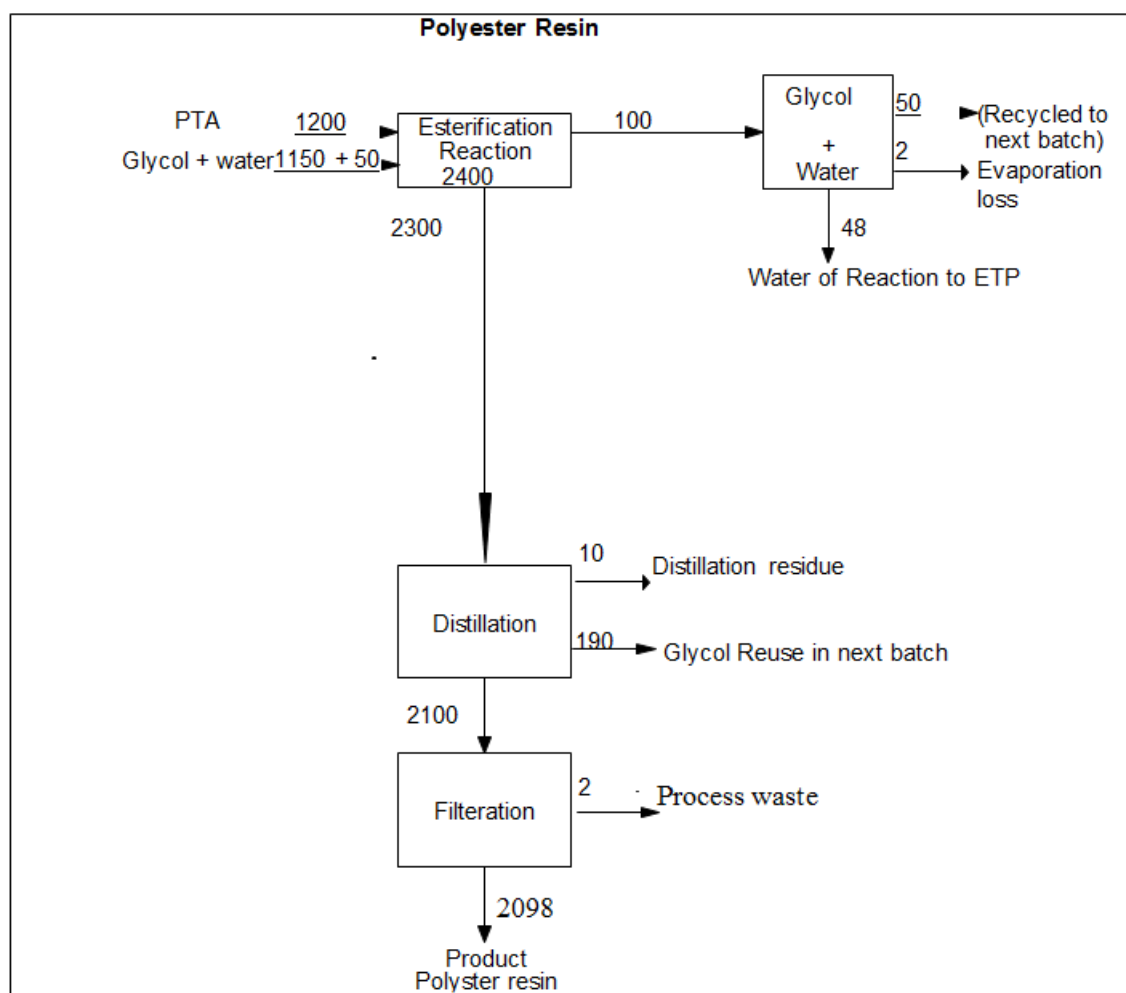 Polyester Resin
PTA 1200
Glycol + water 1150 + 50
Esterification
Reaction
2400
100
Glycol
+
Water
50
(Recycled to
next batch)
2
Evaporation
loss
2300
48
Water of Reaction to ETP
10
Distillation residue
Distillation
190
Glycol Reuse in next batch
2100
Filteration
2
Process waste
2098
Product
Polyster resin